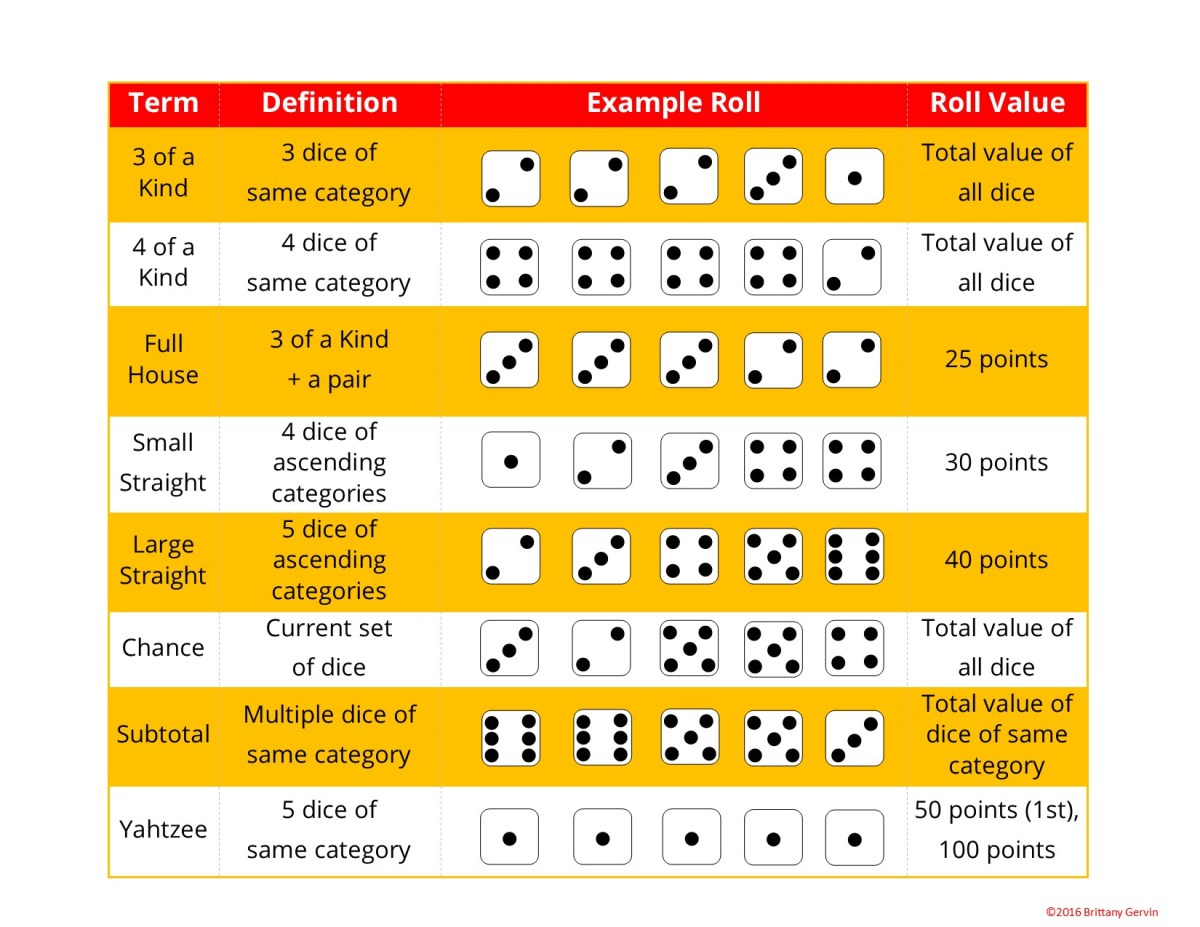 Term Definition Example Roll Roll Value
3 of a
Kind
3 dice of
same category
Total value of
all dice
4 of a
Kind
4 dice of
same category
Total value of
all dice
Full
House
3 of a Kind
+ a pair
25 points
Small
Straight
4 dice of
ascending
categories
30 points
Large
Straight
5 dice of
ascending
categories
40 points
Chance
Current set
of dice
Total value of
all dice
Subtotal
Multiple dice of
same category
Total value of
dice of same
category
Yahtzee
5 dice of
same category
50 points (1st),
100 points
©2016 Brittany Gervin